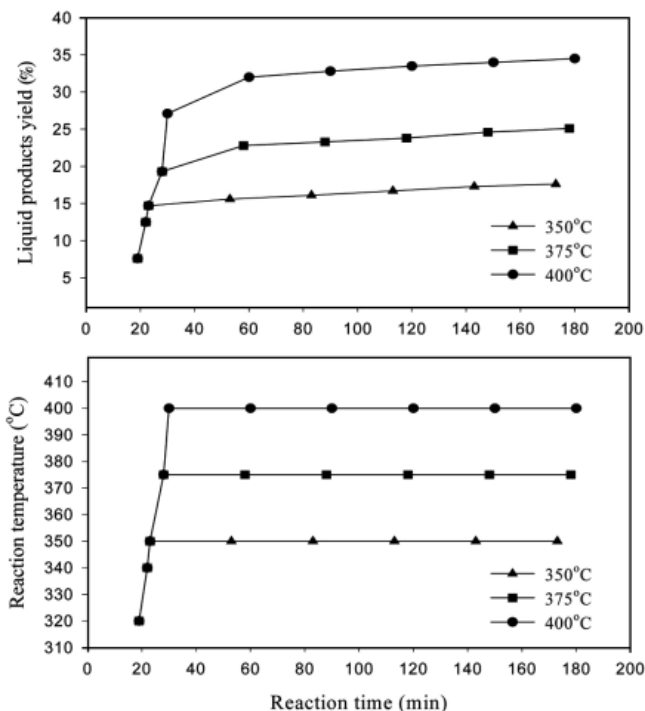 Liquid products yield (%)
40
35
30
25
20
15
10
5
350°C
375°C
400°C
0 20 40 60 80 100 120 140 160 180 200
Reaction temperature (°C)
410
400
390
380
370
360
350
340
330
320
310
350°C
375°C
400°C
0 20 40 60 80 100 120 140 160 180 200
Reaction time (min)